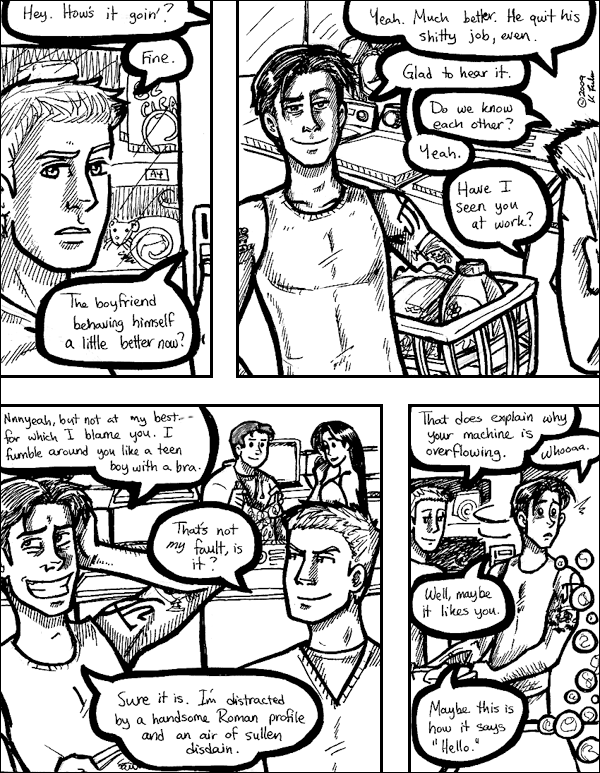 Hey. How's it goin'?
Fine.
A4
The boyfriend
behaving himself
a little better now?
Yeah. Much better. He quit his
shitty job, even.
Glad to hear it.
Do we know
each other?
Yeah.
Have I
seen you
at work?
©2009
Nnnyeah, but not at my best--
for which I blame you. I
fumble around you like a teen
boy with a bra.
That's not
my fault, is
it?
Sure it is. I'm distracted
by a handsome Roman profile
and an air of sullen
disdain.
That does explain why
your machine is
overflowing.
Whooaa.
Well, maybe
it likes you.
Maybe this is
how it says
"Hello."